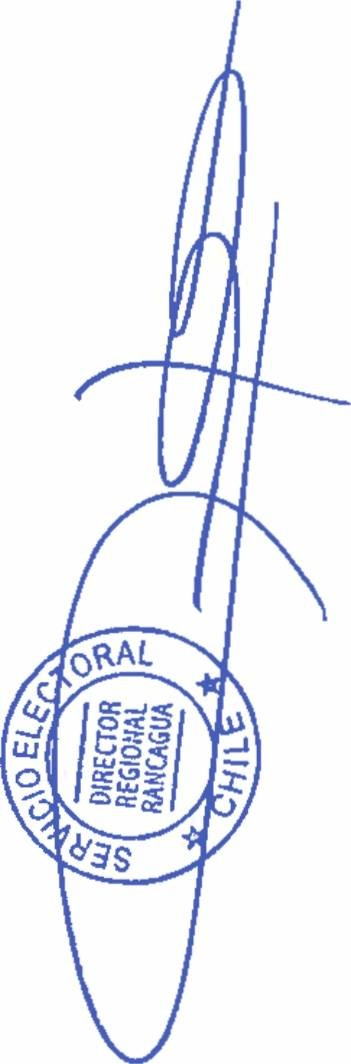 SERVICIO ELECTORAL
DIRECTOR
REGIONAL
RANCAGUA
CHILE